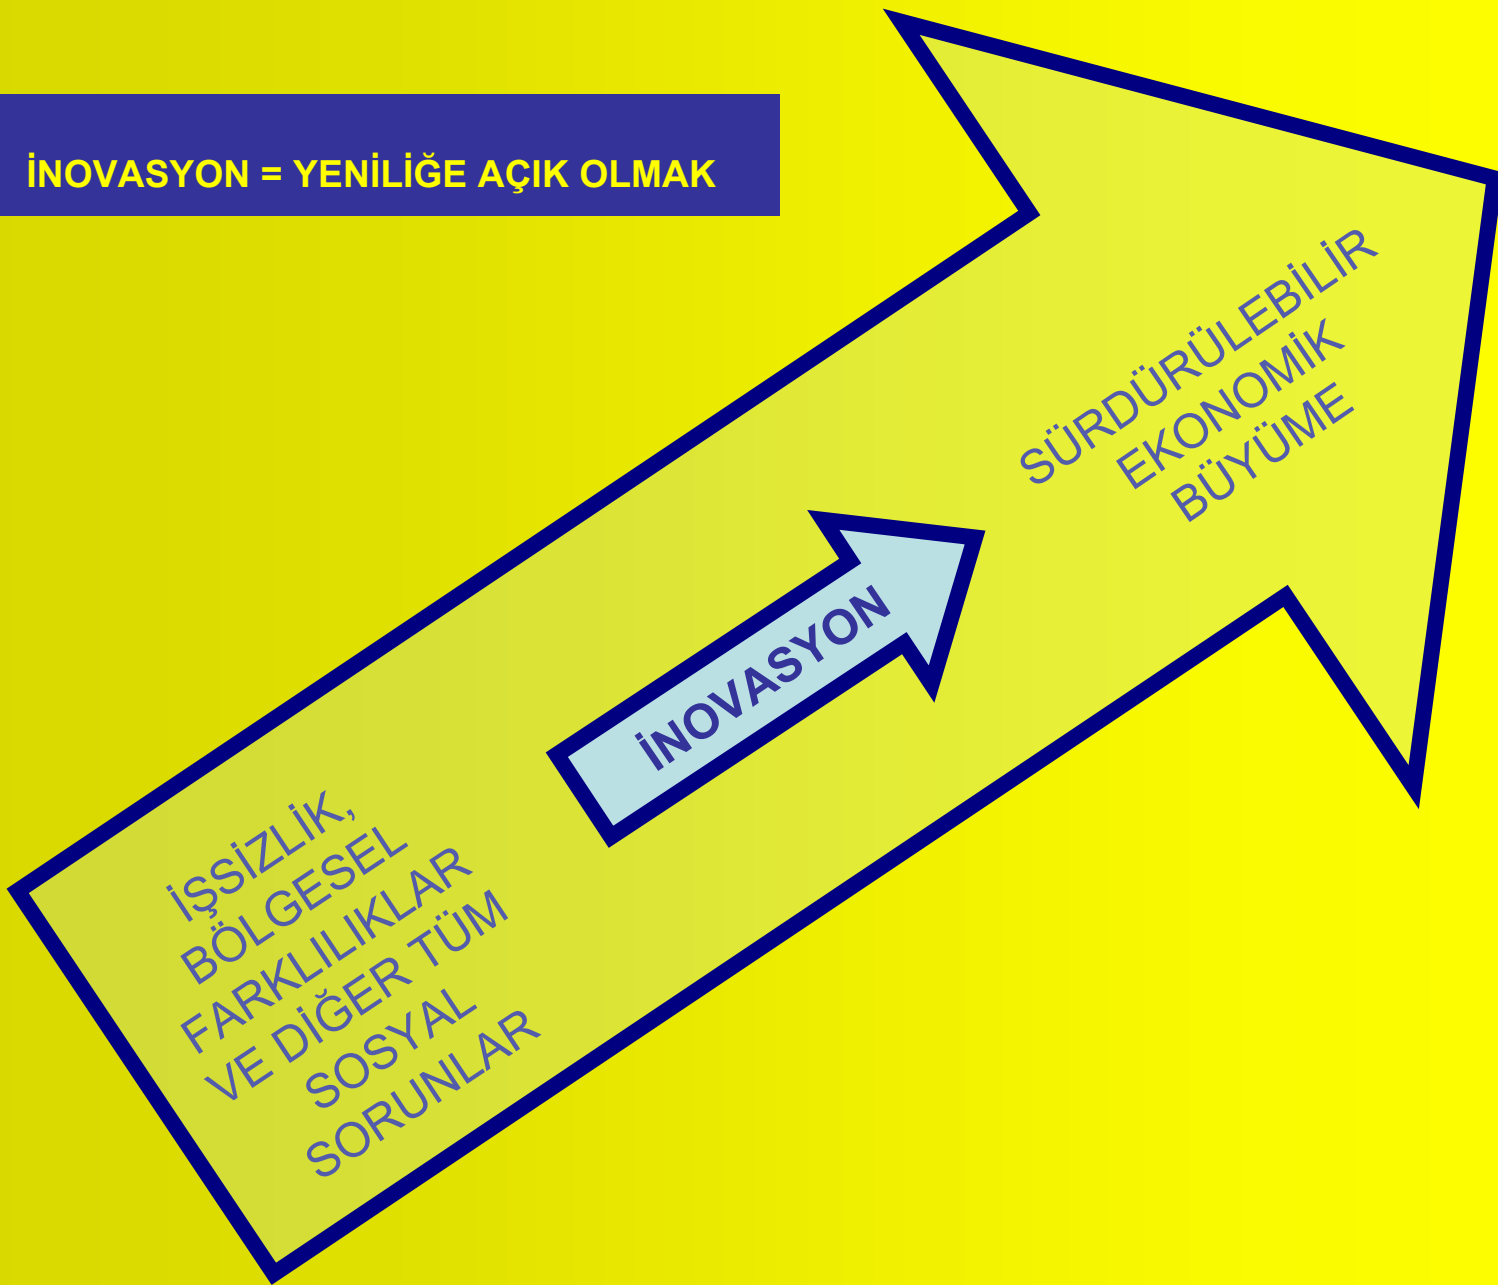 İNOVASYON = YENİLİĞE AÇIK OLMAK
SÜRDÜRÜLEBİLİR
EKONOMİK
BÜYÜME
İNOVASYON
İŞSİZLİK,
BÖLGESEL
FARKLILIKLAR
VE DİĞER TÜM
SOSYAL
SORUNLAR